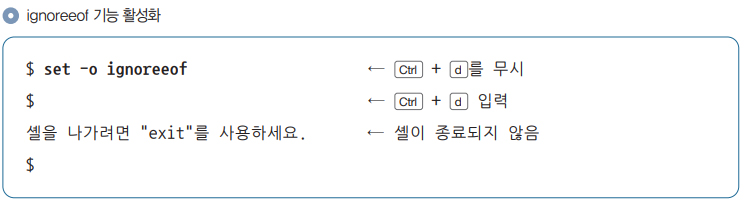 ignoreeof 기능 활성화
$ set -o ignoreeof ← Ctrl + d를 무시
$ ← Ctrl + d 입력
셸을 나가려면 "exit"를 사용하세요. ← 셸이 종료되지 않음
$